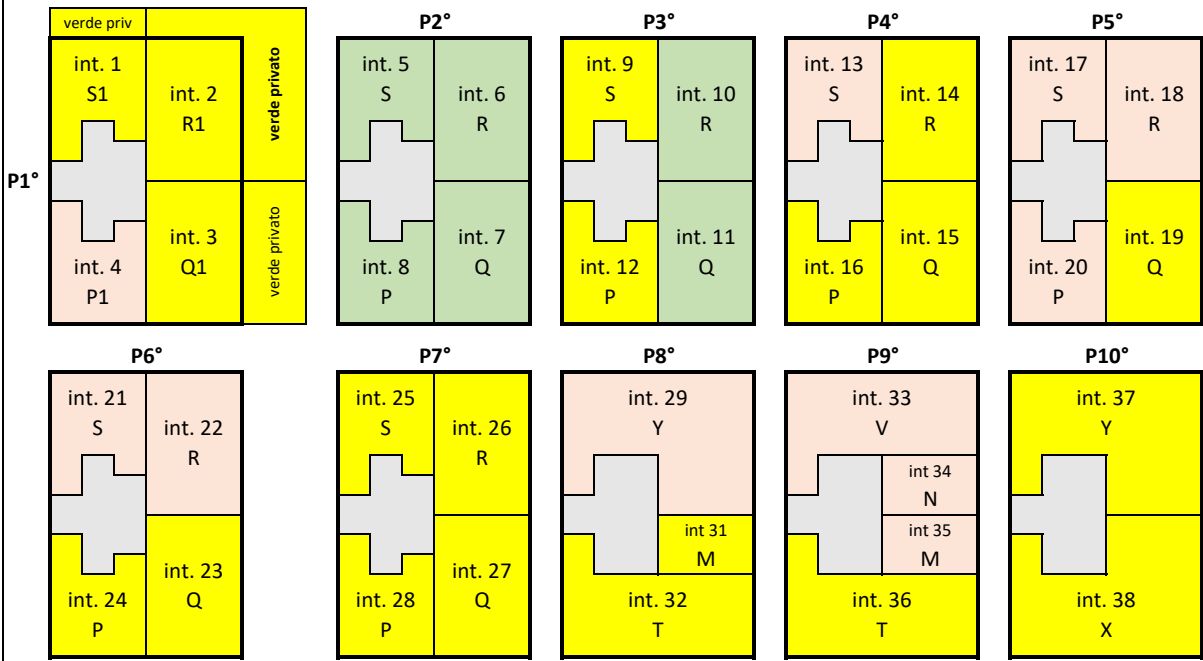 verde priv
P2°
P3°
P4°
P5°
int. 1
S1
int. 2
R1
verde privato
int. 5
S
int. 6
R
int. 9
S
int. 10
R
int. 13
S
int. 14
R
int. 17
S
int. 18
R
P1°
int. 3
Q1
verde privato
int. 4
P1
int. 7
Q
int. 8
P
int. 11
Q
int. 12
P
int. 15
Q
int. 16
P
int. 19
Q
int. 20
P
P6°
P7°
P8°
P9°
P10°
int. 21
S
int. 22
R
int. 25
S
int. 26
R
int. 29
Y
int. 33
V
int 34
N
int. 37
Y
int. 23
Q
int. 24
P
int. 27
Q
int. 28
P
int 31
M
int. 32
T
int 35
M
int. 36
T
int. 38
X